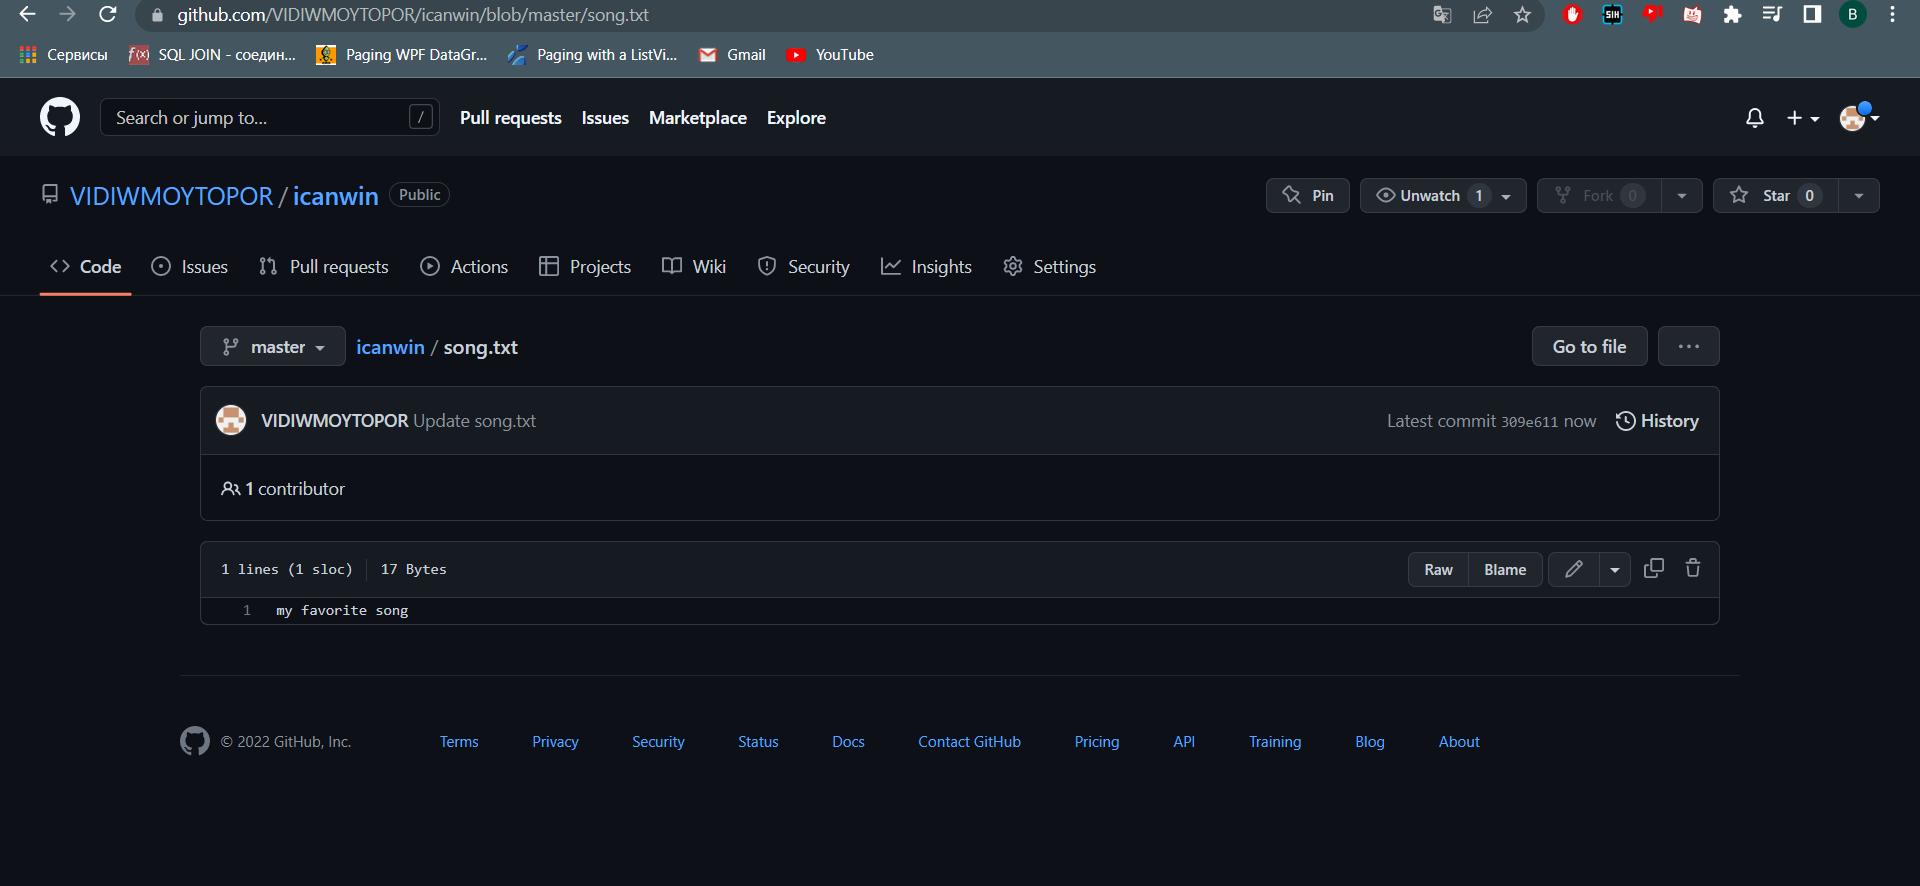 github.com/VIDIWMOYTOPOR/icanwin/blob/master/song.txt
SIH
B
Сервисы
f(x) SQL JOIN - соедин...
Paging WPF DataGr...
Paging with a ListVi...
Gmail
YouTube
Search or jump to... /
Pull requests
Issues
Marketplace
Explore
VIDIWMOYTOPOR / icanwin Public
Pin
Unwatch 1
Fork 0
Star 0
Code
Issues
Pull requests
Actions
Projects
Wiki
Security
Insights
Settings
master
icanwin / song.txt
Go to file
...
VIDIWMOYTOPOR Update song.txt
Latest commit 309e611 now
History
1 contributor
1 lines (1 sloc) 17 Bytes
Raw
Blame
1 my favorite song
© 2022 GitHub, Inc.
Terms
Privacy
Security
Status
Docs
Contact GitHub
Pricing
API
Training
Blog
About